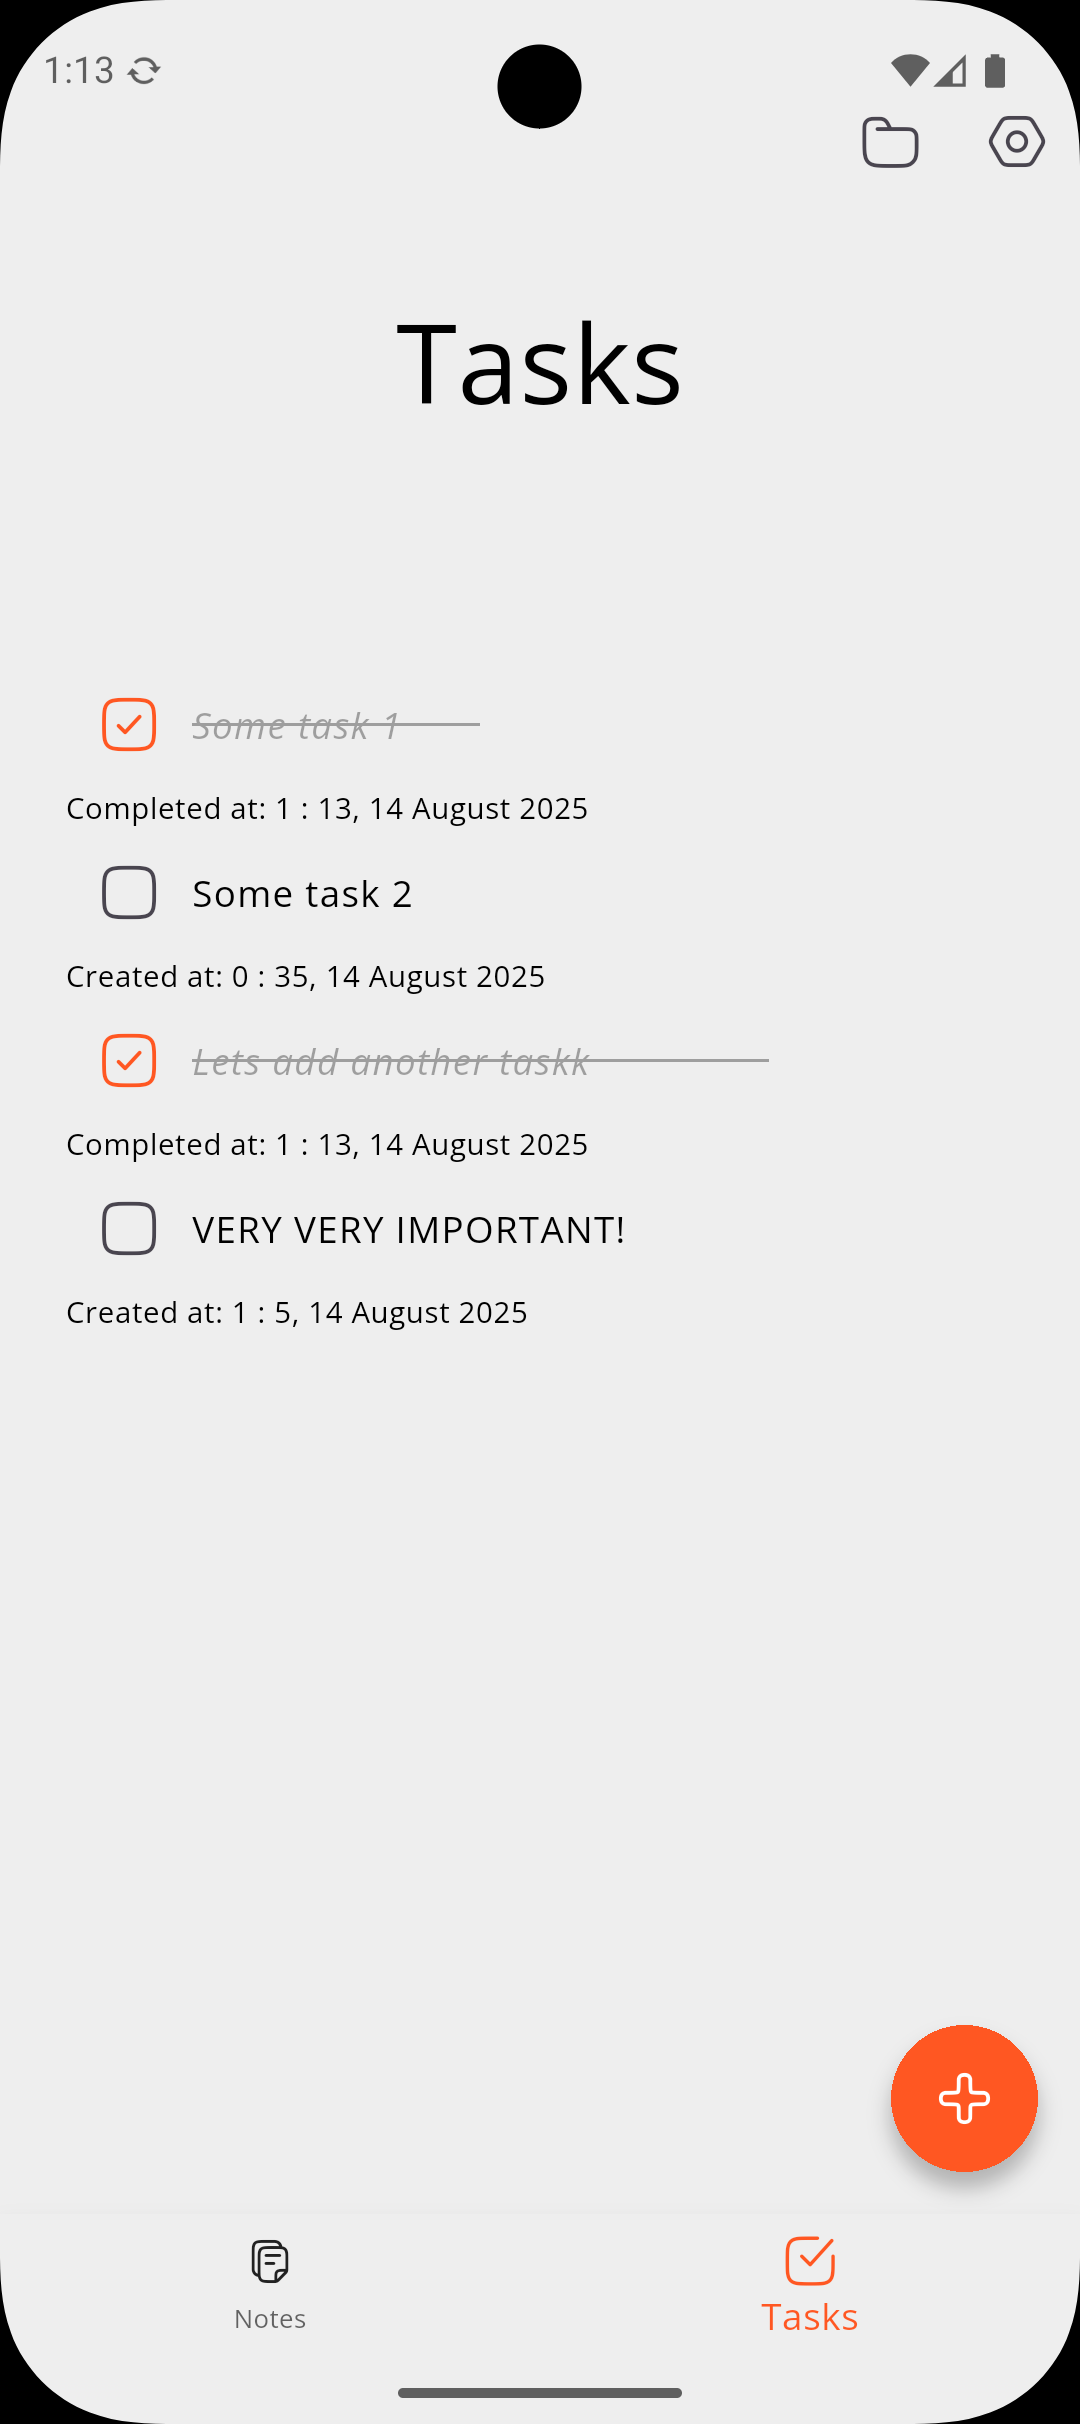 1:13
Tasks
Some task 1
Completed at: 1 : 13, 14 August 2025
Some task 2
Created at: 0 : 35, 14 August 2025
Lets add another taskk
Completed at: 1 : 13, 14 August 2025
VERY VERY IMPORTANT!
Created at: 1 : 5, 14 August 2025
Notes
Tasks